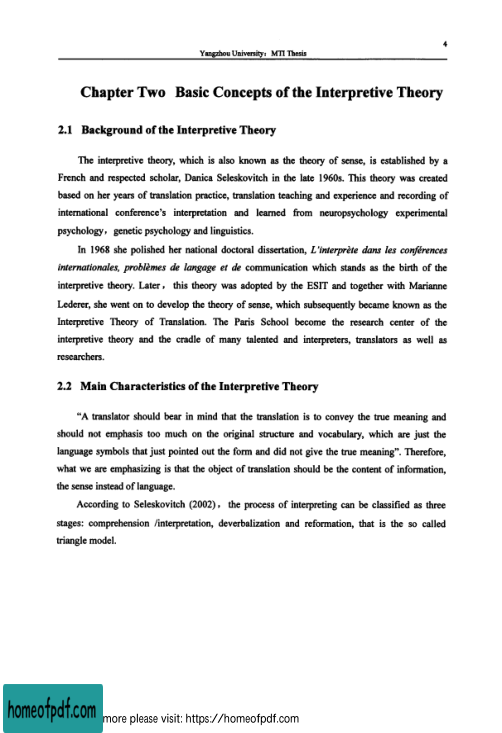 4
Yangzhou University: MTI Thesis
Chapter Two Basic Concepts of the Interpretive Theory
2.1 Background of the Interpretive Theory
The interpretive theory, which is also known as the theory of sense, is established by a
French and respected scholar, Danica Seleskovitch in the late 1960s. This theory was created
based on her years of translation practice, translation teaching and experience and recording of
international conference's interpretation and learned from neuropsychology experimental
psychology, genetic psychology and linguistics.
In 1968 she polished her national doctoral dissertation, L'interprète dans les conférences
internationales, problèmes de langage et de communication which stands as the birth of the
interpretive theory. Later, this theory was adopted by the ESIT and together with Marianne
Lederer, she went on to develop the theory of sense, which subsequently became known as the
Interpretive Theory of Translation. The Paris School become the research center of the
interpretive theory and the cradle of many talented and interpreters, translators as well as
researchers.
2.2 Main Characteristics of the Interpretive Theory
“A translator should bear in mind that the translation is to convey the true meaning and
should not emphasis too much on the original structure and vocabulary, which are just the
language symbols that just pointed out the form and did not give the true meaning”. Therefore,
what we are emphasizing is that the object of translation should be the content of information,
the sense instead of language.
According to Seleskovitch (2002), the process of interpreting can be classified as three
stages: comprehension /interpretation, deverbalization and reformation, that is the so called
triangle model.
homeofpdf.com more please visit: https://homeofpdf.com